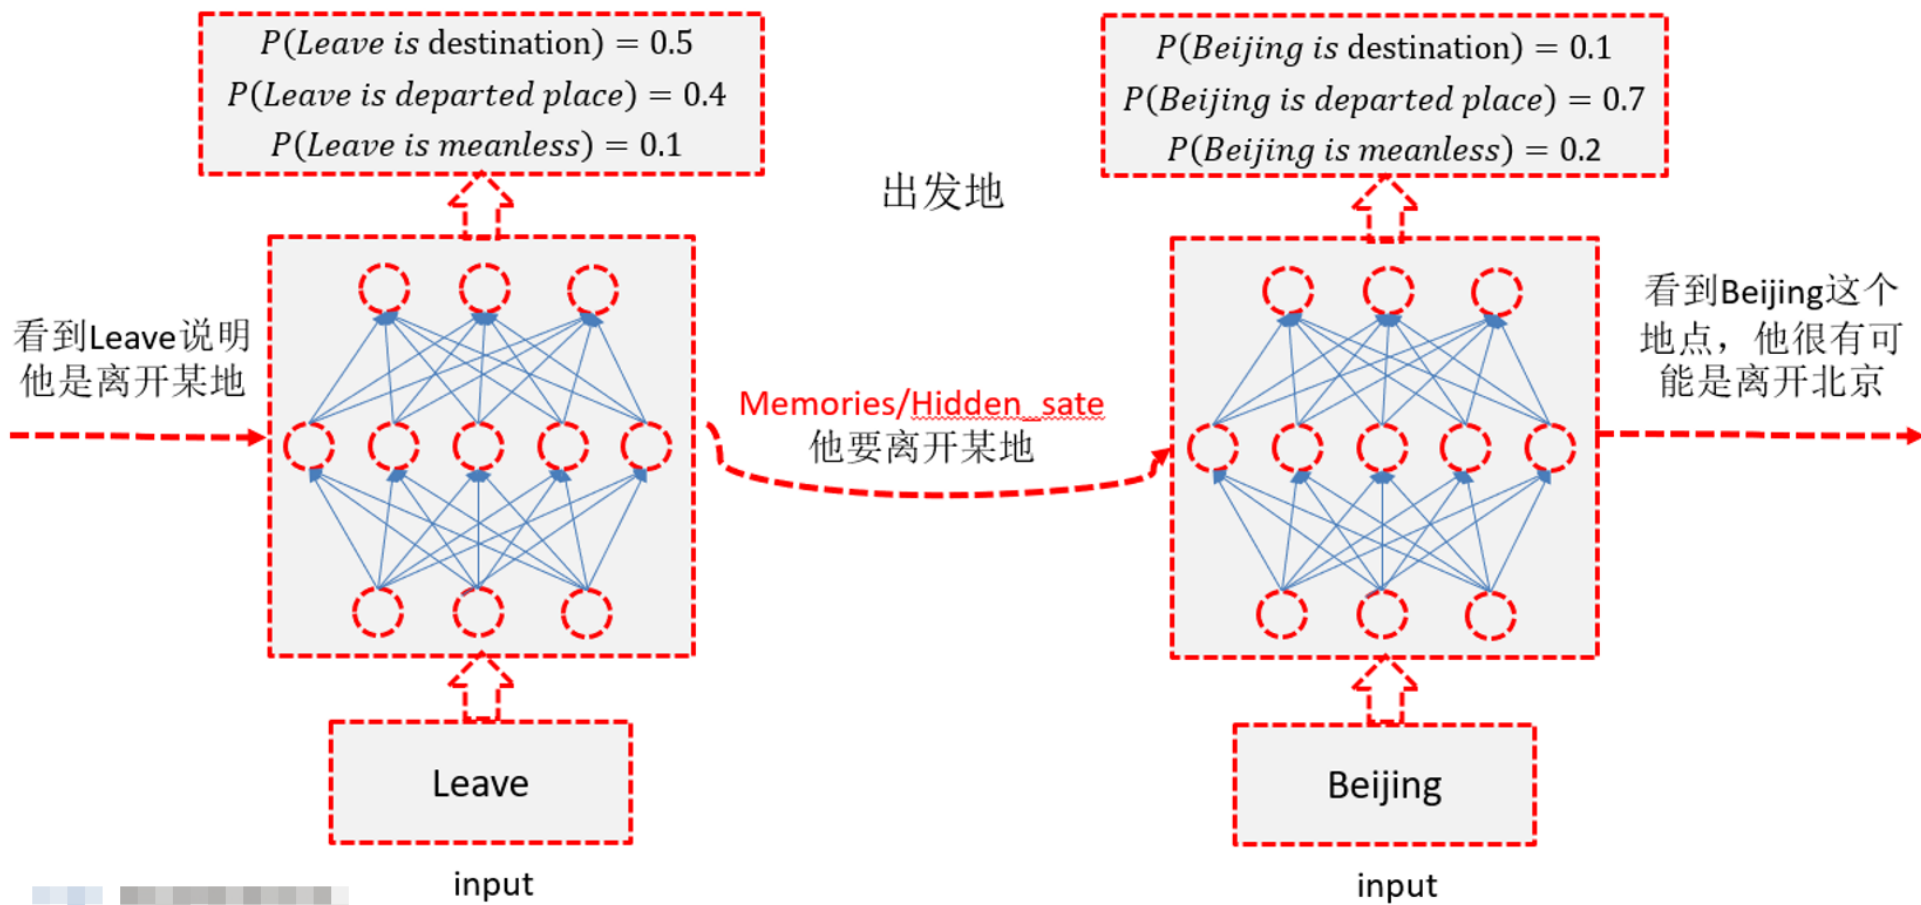 P(Leave is destination) = 0.5
P(Leave is departed place) = 0.4
P(Leave is meanless) = 0.1
P(Beijing is destination) = 0.1
P(Beijing is departed place) = 0.7
P(Beijing is meanless) = 0.2
出发地
看到Leave说明
他是离开某地
Memories/Hidden_sate
他要离开某地
看到Beijing这个
地点，他很有可
能是离开北京
Leave
input
Beijing
input